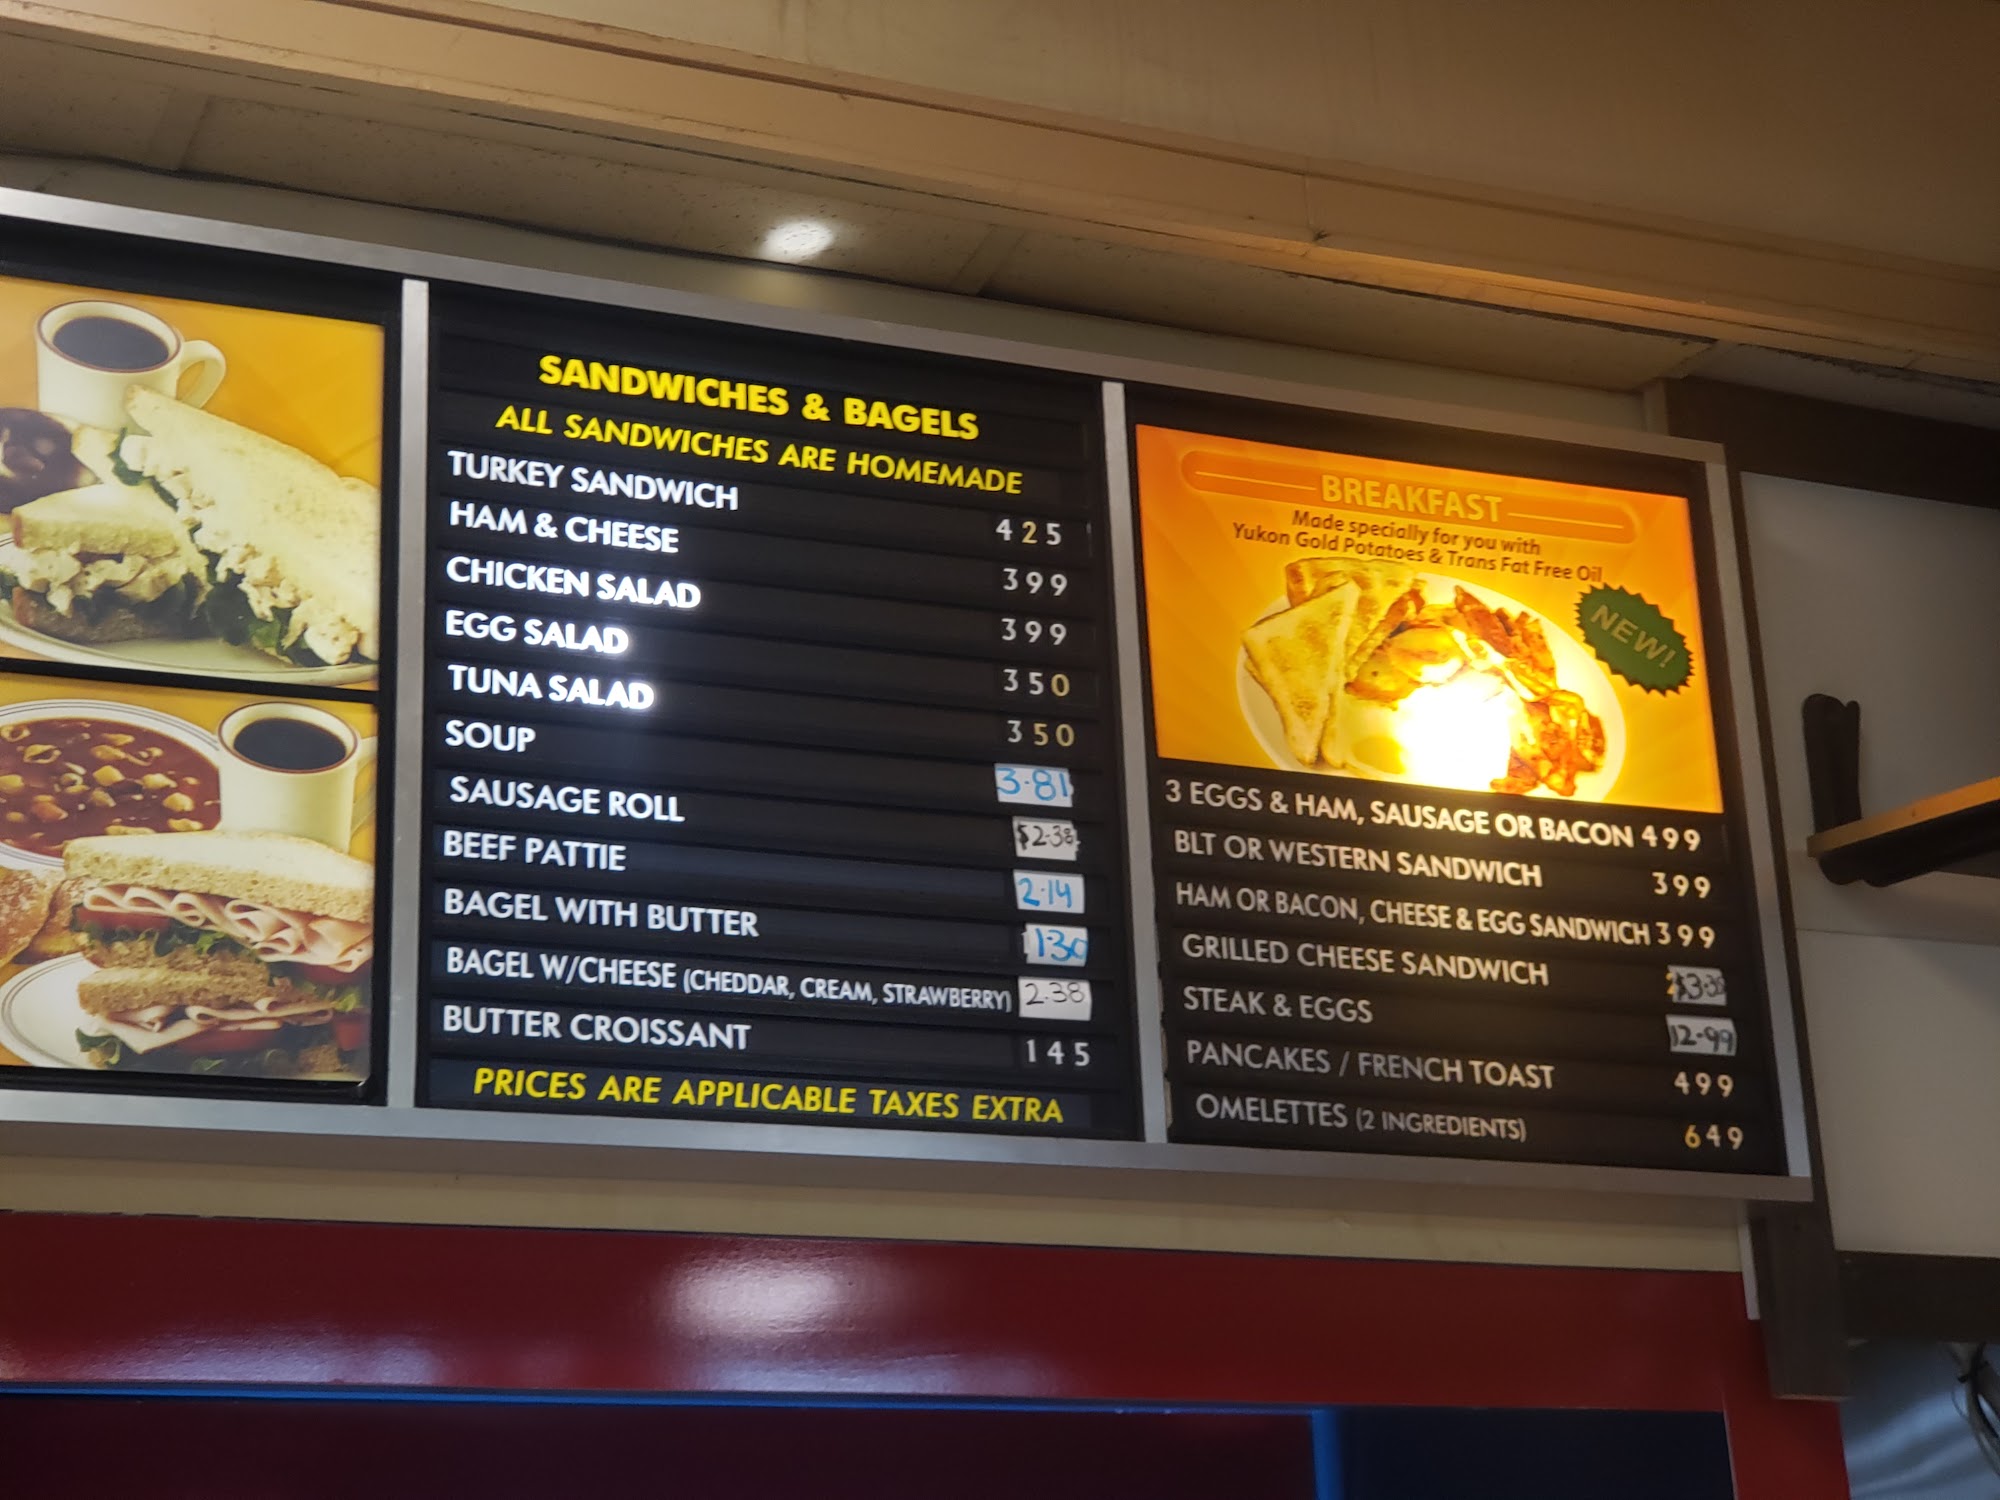 SANDWICHES & BAGELS
ALL SANDWICHES ARE HOMEMADE
TURKEY SANDWICH 425
HAM & CHEESE 399
CHICKEN SALAD 399
EGG SALAD 350
TUNA SALAD 350
SOUP 3.81
SAUSAGE ROLL $2.38
BEEF PATTIE 2.14
BAGEL WITH BUTTER 1.30
BAGEL W/CHEESE (CHEDDAR, CREAM, STRAWBERRY) 2.38
BUTTER CROISSANT 145
PRICES ARE APPLICABLE TAXES EXTRA
BREAKFAST
Made specially for you with
Yukon Gold Potatoes & Trans Fat Free Oil
NEW!
3 EGGS & HAM, SAUSAGE OR BACON 499
BLT OR WESTERN SANDWICH 399
HAM OR BACON, CHEESE & EGG SANDWICH 399
GRILLED CHEESE SANDWICH
STEAK & EGGS 12.99
PANCAKES / FRENCH TOAST 499
OMELETTES (2 INGREDIENTS) 649